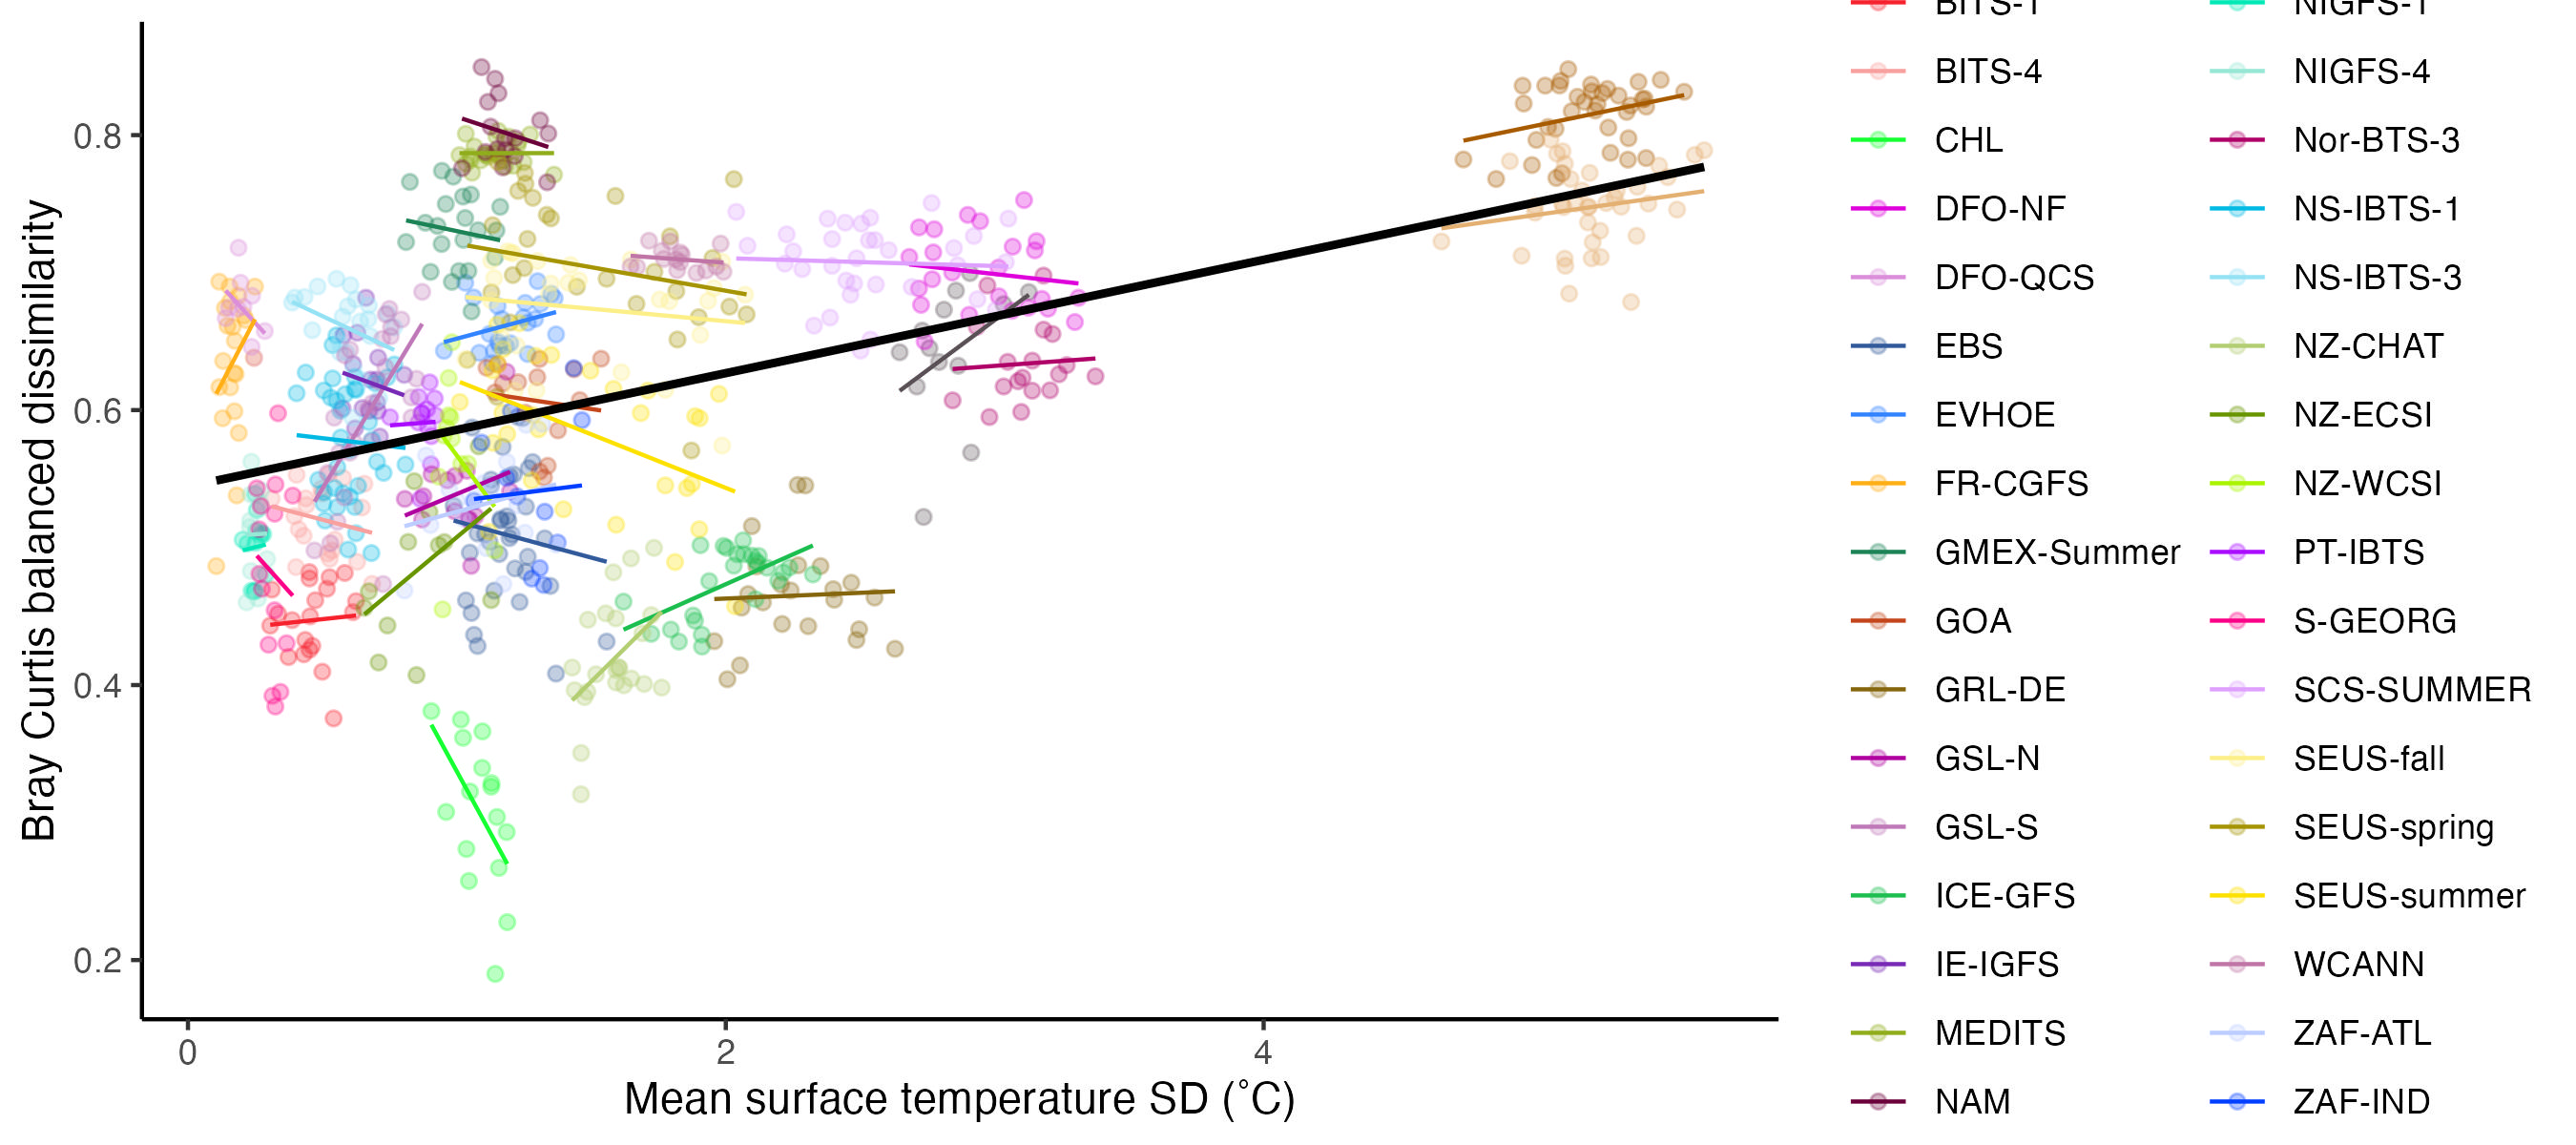 Bray Curtis balanced dissimilarity
0.8
0.6
0.4
0.2
0
2
4
Mean surface temperature SD (˚C)
BITS-1
BITS-4
CHL
DFO-NF
DFO-QCS
EBS
EVHOE
FR-CGFS
GMEX-Summer
GOA
GRL-DE
GSL-N
GSL-S
ICE-GFS
IE-IGFS
MEDITS
NAM
NIGFS-1
NIGFS-4
Nor-BTS-3
NS-IBTS-1
NS-IBTS-3
NZ-CHAT
NZ-ECSI
NZ-WCSI
PT-IBTS
S-GEORG
SCS-SUMMER
SEUS-fall
SEUS-spring
SEUS-summer
WCANN
ZAF-ATL
ZAF-IND